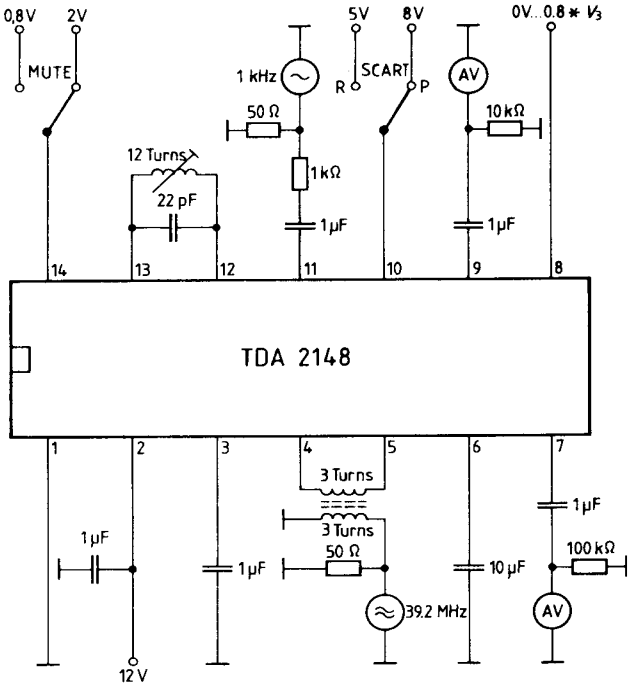 0,8V 2V 5V 8V 0V...0.8 * V3
MUTE 1 kHz R SCART P AV
50 Ω 10 kΩ
12 Turns 1 kΩ
22 pF 1 µF 1 µF
14 13 12 11 10 9 8
TDA 2148
1 2 3 4 5 6 7
3 Turns
3 Turns 1 µF
1 µF 50 Ω 100 kΩ
1 µF 10 µF
39.2 MHz AV
12 V